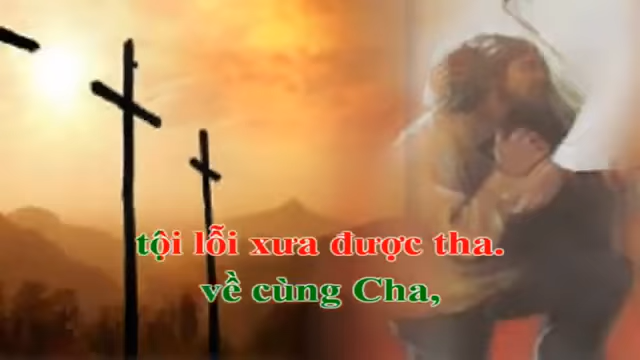 tội lỗi xưa được tha.
về cùng Cha,